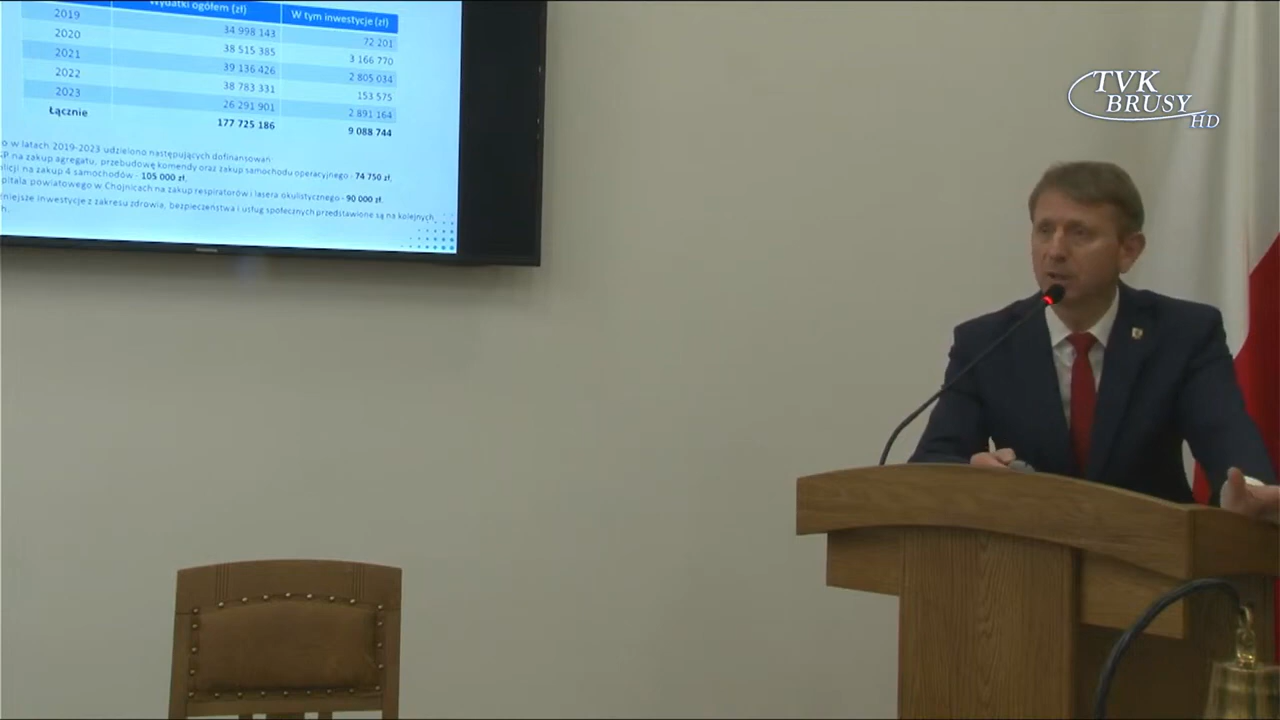 Wydatki ogółem (zł) W tym inwestycje (zł)
2019 34 998 143 72 201
2020 38 515 385 3 166 770
2021 39 136 426 2 805 034
2022 38 783 331 153 575
2023 26 291 901 2 891 164
Łącznie 177 725 186 9 088 744
o w latach 2019-2023 udzielono następujących dofinansowań:
na zakup agregatu, przebudowę komendy oraz zakup samochodu operacyjnego - 74 750 zł,
licji na zakup 4 samochodów - 105 000 zł,
pitala powiatowego w Chojnicach na zakup respiratorów i lasera okulistycznego - 90 000 zł.
niejsze inwestycje z zakresu zdrowia, bezpieczeństwa i usług społecznych przedstawione są na kolejnych
h.
TVK
BRUSY
HD